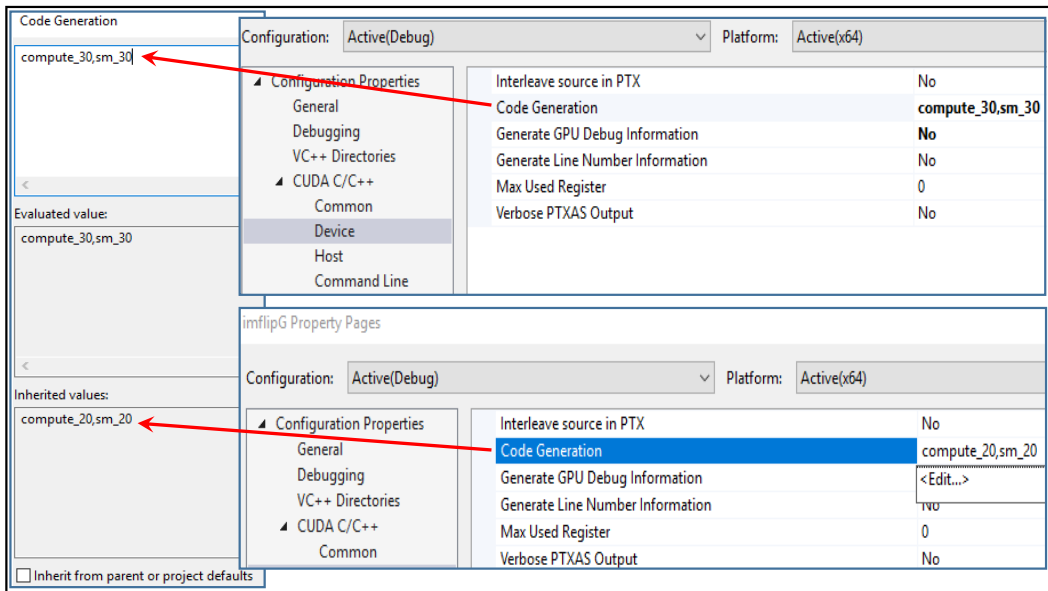 Code Generation
compute_30,sm_30
<
Evaluated value:
compute_30,sm_30
<
Inherited values:
compute_20,sm_20
Inherit from parent or project defaults
Configuration: Active(Debug) Platform: Active(x64)
Configuration Properties
General
Debugging
VC++ Directories
CUDA C/C++
Common
Device
Host
Command Line
Interleave source in PTX No
Code Generation compute_30,sm_30
Generate GPU Debug Information No
Generate Line Number Information No
Max Used Register 0
Verbose PTXAS Output No
imflipG Property Pages
Configuration: Active(Debug) Platform: Active(x64)
Configuration Properties
General
Debugging
VC++ Directories
CUDA C/C++
Common
Interleave source in PTX No
Code Generation compute_20,sm_20
Generate GPU Debug Information <Edit...>
Generate Line Number Information No
Max Used Register 0
Verbose PTXAS Output No